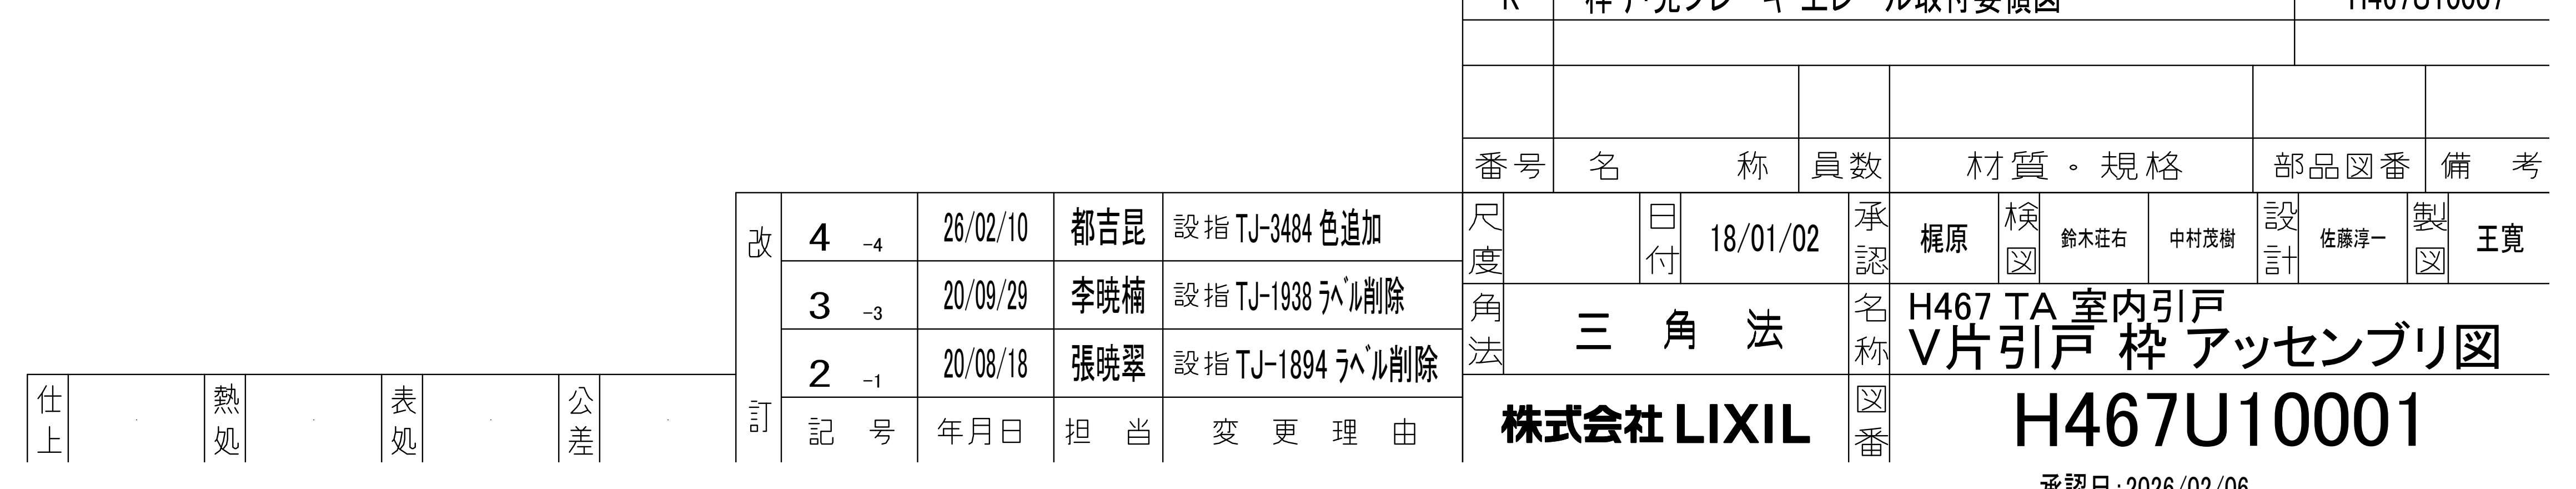 番号 名称 員数 材質・規格 部品図番 備考
改訂
4 -4 26/02/10 都吉昆 設指 TJ-3484 色追加
3 -3 20/09/29 李暁楠 設指 TJ-1938 ﾗﾍﾞﾙ削除
2 -1 20/08/18 張暁翠 設指 TJ-1894 ﾗﾍﾞﾙ削除
記号 年月日 担当 変更理由
尺度 日付 18/01/02 承認 梶原 検図 鈴木荘右 中村茂樹 設計 佐藤淳一 製図 王寛
角法 三角法 名称 H467 TA 室内引戸
V片引戸 枠 アッセンブリ図
仕上 熱処 表処 公差
株式会社 LIXIL 図番 H467U10001
承認日:2026/02/06